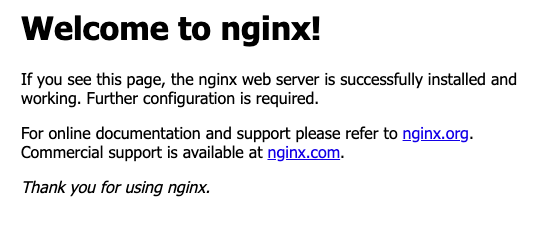 Welcome to nginx!
If you see this page, the nginx web server is successfully installed and
working. Further configuration is required.
For online documentation and support please refer to nginx.org.
Commercial support is available at nginx.com.
Thank you for using nginx.